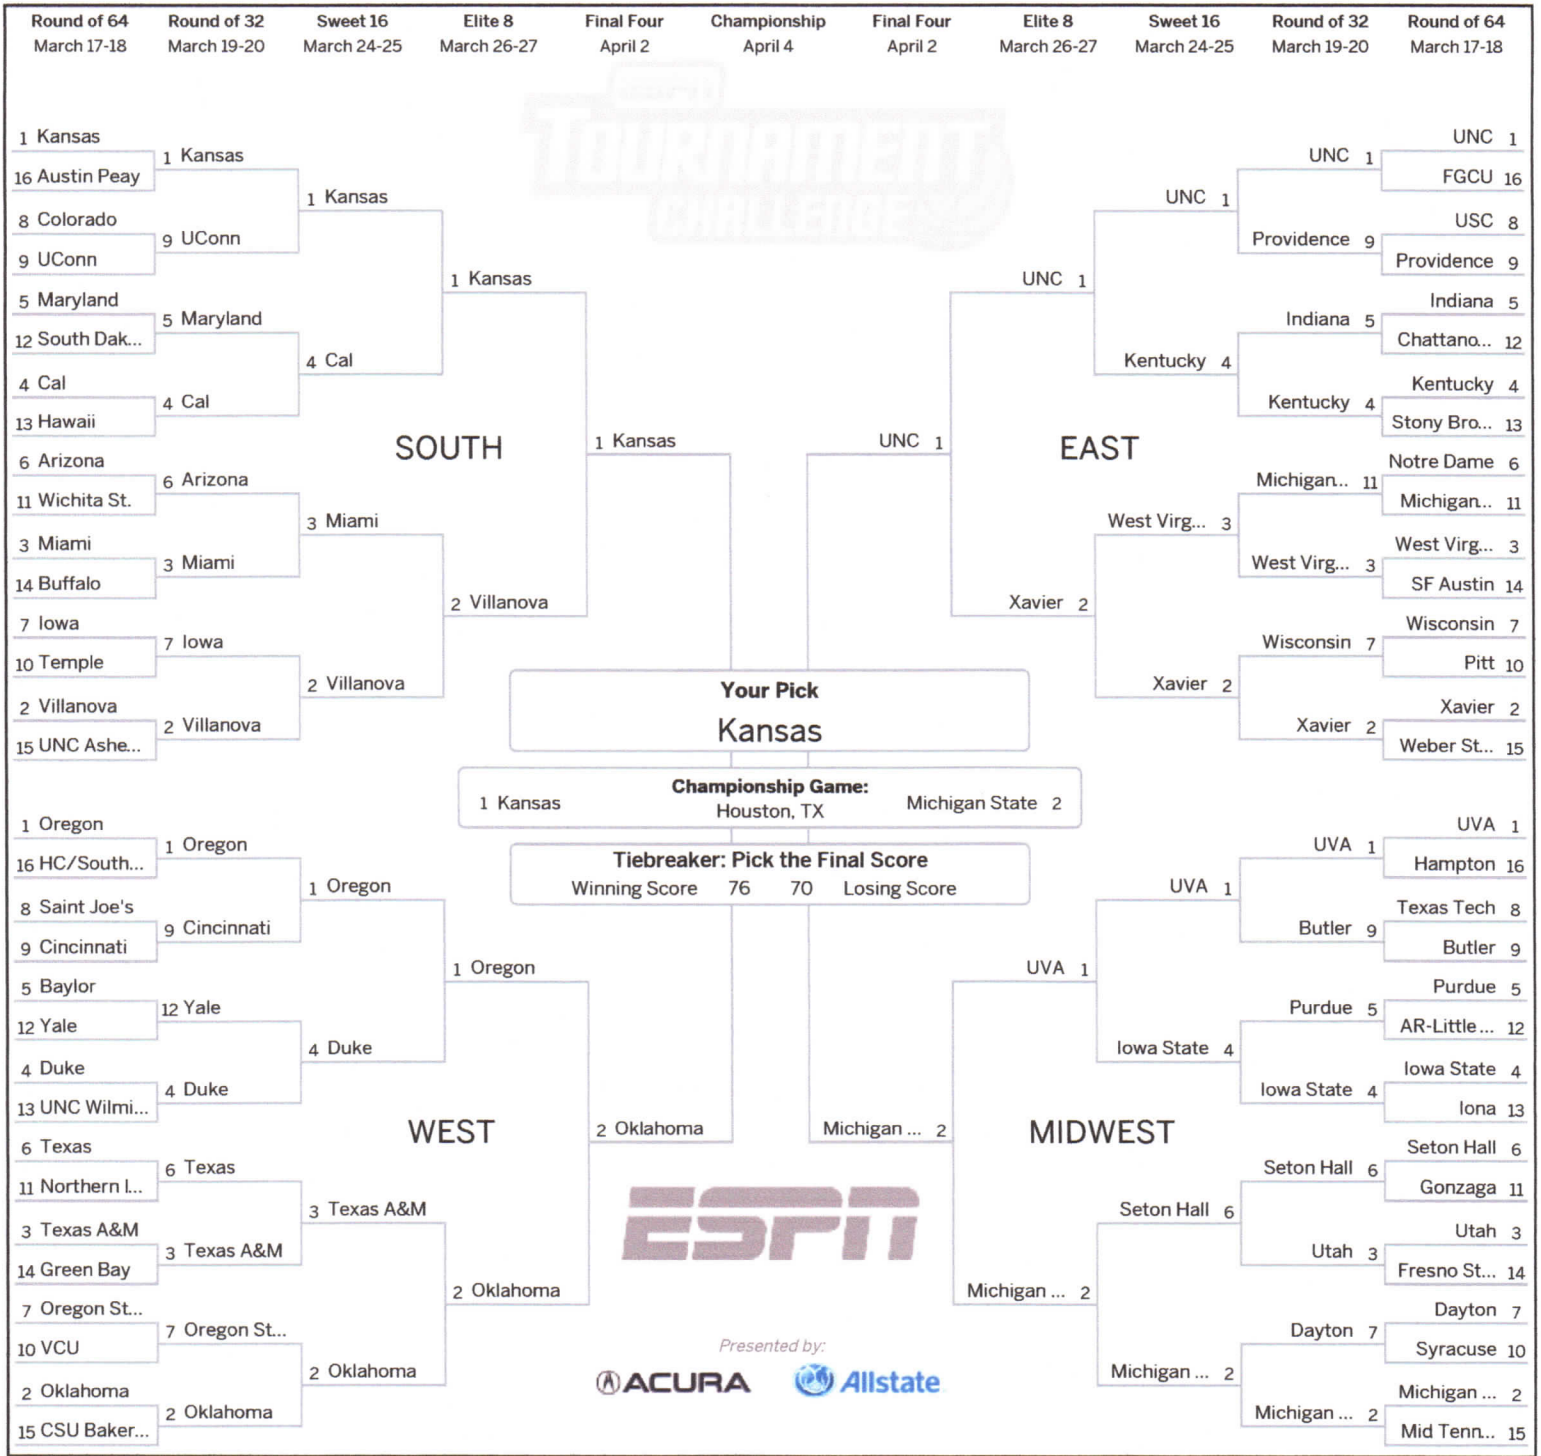 Round of 64 Round of 32 Sweet 16 Elite 8 Final Four Championship Final Four Elite 8 Sweet 16 Round of 32 Round of 64
March 17-18 March 19-20 March 24-25 March 26-27 April 2 April 4 April 2 March 26-27 March 24-25 March 19-20 March 17-18
ESPN
TOURNAMENT
CHALLENGE
1 Kansas
16 Austin Peay
8 Colorado
9 UConn
5 Maryland
12 South Dak...
4 Cal
13 Hawaii
6 Arizona
11 Wichita St.
3 Miami
14 Buffalo
7 Iowa
10 Temple
2 Villanova
15 UNC Ashe...
1 Kansas
9 UConn
5 Maryland
4 Cal
6 Arizona
3 Miami
7 Iowa
2 Villanova
1 Kansas
4 Cal
3 Miami
2 Villanova
1 Kansas
2 Villanova
1 Kansas
SOUTH
UNC 1
FGCU 16
USC 8
Providence 9
Indiana 5
Chattano... 12
Kentucky 4
Stony Bro... 13
Notre Dame 6
Michigan... 11
West Virg... 3
SF Austin 14
Wisconsin 7
Pitt 10
Xavier 2
Weber St... 15
UNC 1
Providence 9
Indiana 5
Kentucky 4
Michigan... 11
West Virg... 3
Wisconsin 7
Xavier 2
UNC 1
Kentucky 4
West Virg... 3
Xavier 2
UNC 1
Xavier 2
UNC 1
EAST
Your Pick
Kansas
Championship Game:
1 Kansas Houston, TX Michigan State 2
Tiebreaker: Pick the Final Score
Winning Score 76 70 Losing Score
1 Oregon
16 HC/South...
8 Saint Joe's
9 Cincinnati
5 Baylor
12 Yale
4 Duke
13 UNC Wilmi...
6 Texas
11 Northern I...
3 Texas A&M
14 Green Bay
7 Oregon St...
10 VCU
2 Oklahoma
15 CSU Baker...
1 Oregon
9 Cincinnati
12 Yale
4 Duke
6 Texas
3 Texas A&M
7 Oregon St...
2 Oklahoma
1 Oregon
4 Duke
3 Texas A&M
2 Oklahoma
1 Oregon
2 Oklahoma
2 Oklahoma
WEST
UVA 1
Hampton 16
Texas Tech 8
Butler 9
Purdue 5
AR-Little ... 12
Iowa State 4
Iona 13
Seton Hall 6
Gonzaga 11
Utah 3
Fresno St... 14
Dayton 7
Syracuse 10
Michigan ... 2
Mid Tenn... 15
UVA 1
Butler 9
Purdue 5
Iowa State 4
Seton Hall 6
Utah 3
Dayton 7
Michigan ... 2
UVA 1
Iowa State 4
Seton Hall 6
Michigan ... 2
UVA 1
Michigan ... 2
Michigan ... 2
MIDWEST
ESPN
Presented by:
ACURA Allstate